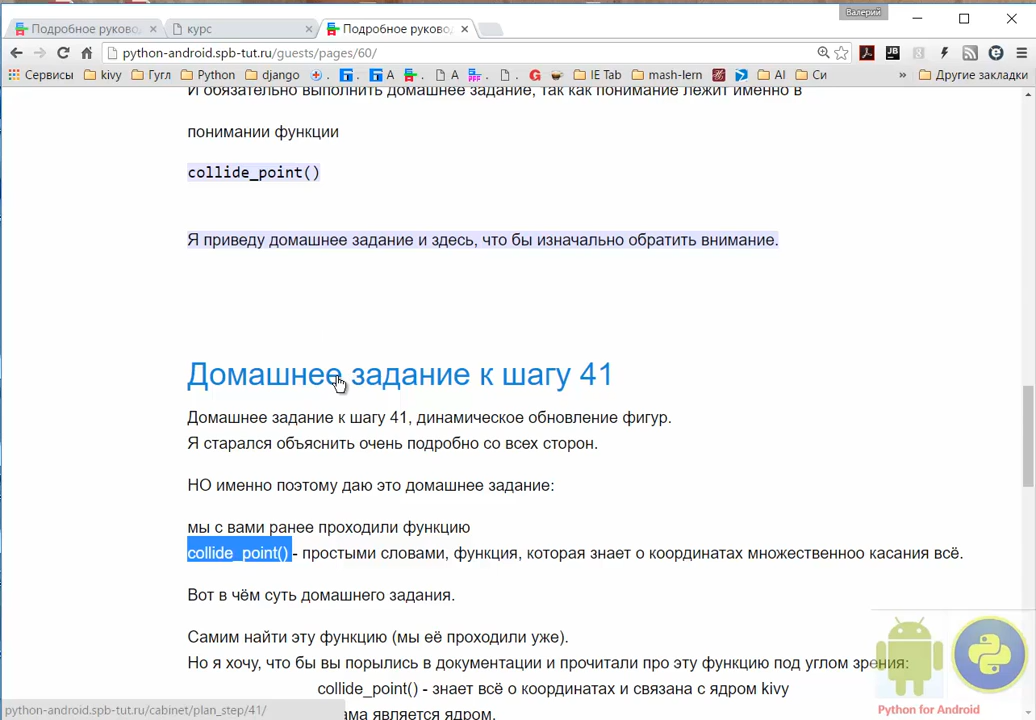 Валерий
Подробное руково
курс
Подробное руково
python-android.spb-tut.ru/guests/pages/60/
Сервисы kivy Гугл Python django А А IE Tab mash-lern AI Си » Другие закладки
И обязательно выполнить домашнее задание, так как понимание лежит именно в
понимании функции
collide_point()
Я приведу домашнее задание и здесь, что бы изначально обратить внимание.
Домашнее задание к шагу 41
Домашнее задание к шагу 41, динамическое обновление фигур.
Я старался объяснить очень подробно со всех сторон.
НО именно поэтому даю это домашнее задание:
мы с вами ранее проходили функцию
collide_point() - простыми словами, функция, которая знает о координатах множественноо касания всё.
Вот в чём суть домашнего задания.
Самим найти эту функцию (мы её проходили уже).
Но я хочу, что бы вы порылись в документации и прочитали про эту функцию под углом зрения:
collide_point() - знает всё о координатах и связана с ядром kivy
ама является ядром.
python-android.spb-tut.ru/cabinet/plan_step/41/
Python for Android